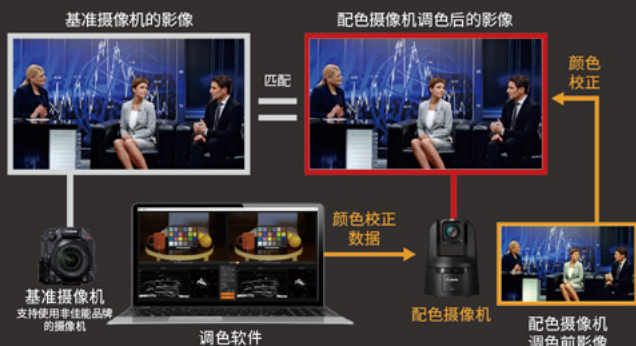 基准摄像机的影像
配色摄像机调色后的影像
匹配
颜色
校正
颜色校正
数据
基准摄像机
支持使用非佳能品牌
的摄像机
调色软件
配色摄像机
配色摄像机
调色前影像